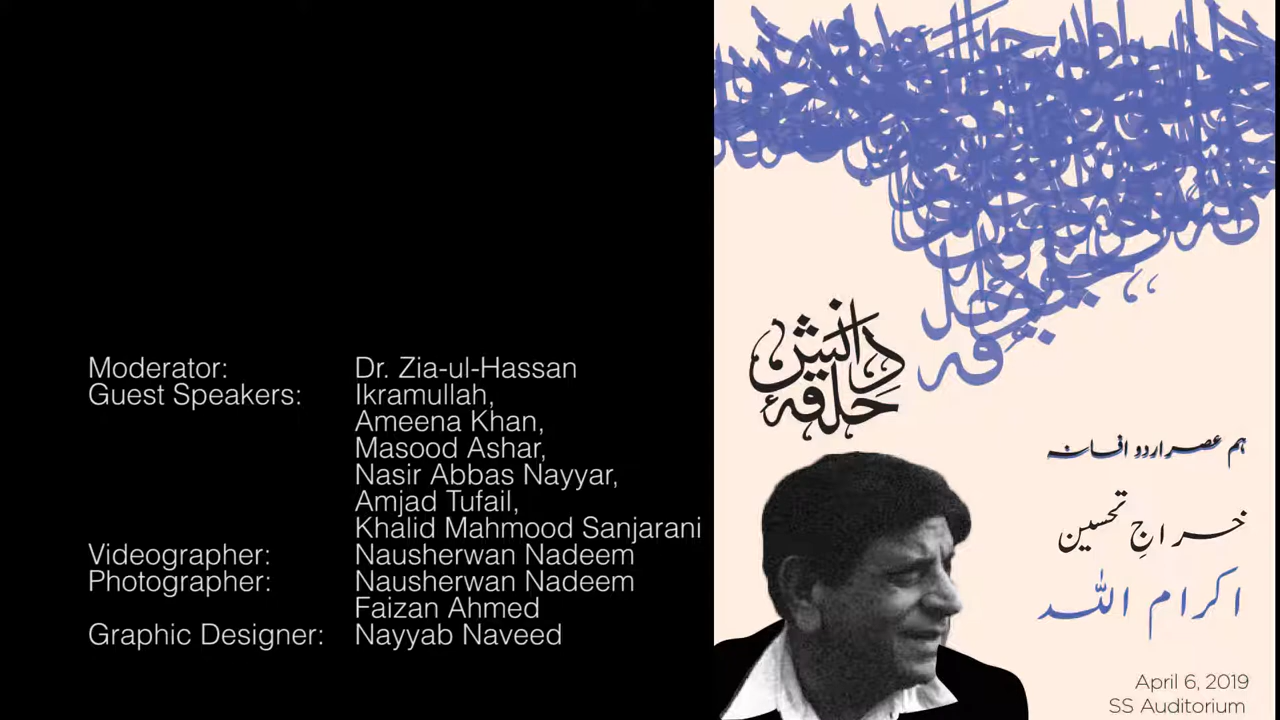 Moderator: Dr. Zia-ul-Hassan
Guest Speakers: Ikramullah,
Ameena Khan,
Masood Ashar,
Nasir Abbas Nayyar,
Amjad Tufail,
Khalid Mahmood Sanjarani
Videographer: Nausherwan Nadeem
Photographer: Nausherwan Nadeem
Faizan Ahmed
Graphic Designer: Nayyab Naveed
حلقۂ
دانش
ہم عصر اردو افسانہ
خراجِ تحسین
اکرام اللہ
April 6, 2019
SS Auditorium